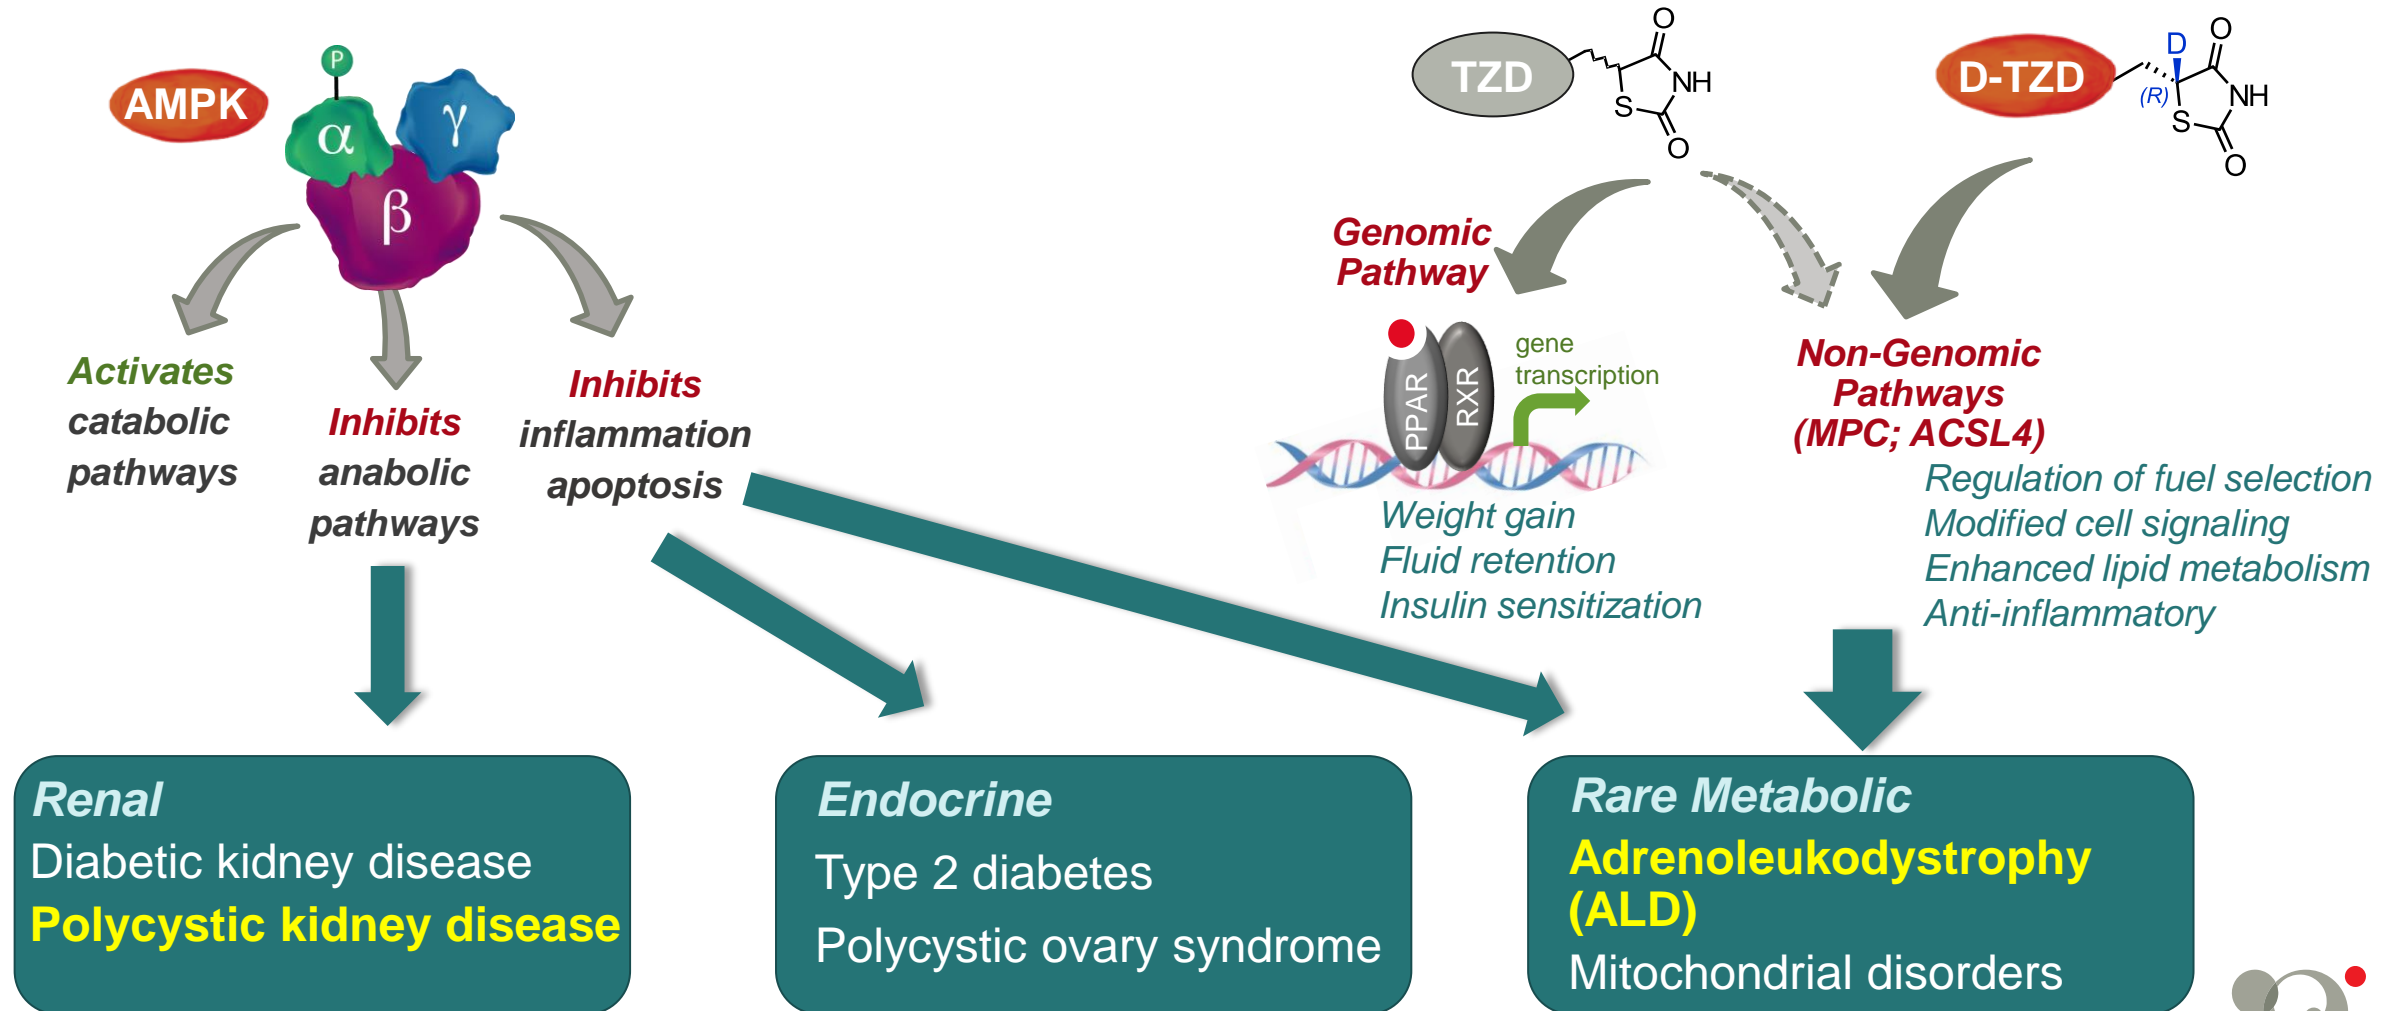 AMPK
P
α
γ
β
Activates
catabolic
pathways
Inhibits
anabolic
pathways
Inhibits
inflammation
apoptosis
TZD
O
NH
S
O
D-TZD
D
(R)
O
NH
S
O
Genomic
Pathway
PPAR
RXR
gene
transcription
Weight gain
Fluid retention
Insulin sensitization
Non-Genomic
Pathways
(MPC; ACSL4)
Regulation of fuel selection
Modified cell signaling
Enhanced lipid metabolism
Anti-inflammatory
Renal
Diabetic kidney disease
Polycystic kidney disease
Endocrine
Type 2 diabetes
Polycystic ovary syndrome
Rare Metabolic
Adrenoleukodystrophy
(ALD)
Mitochondrial disorders